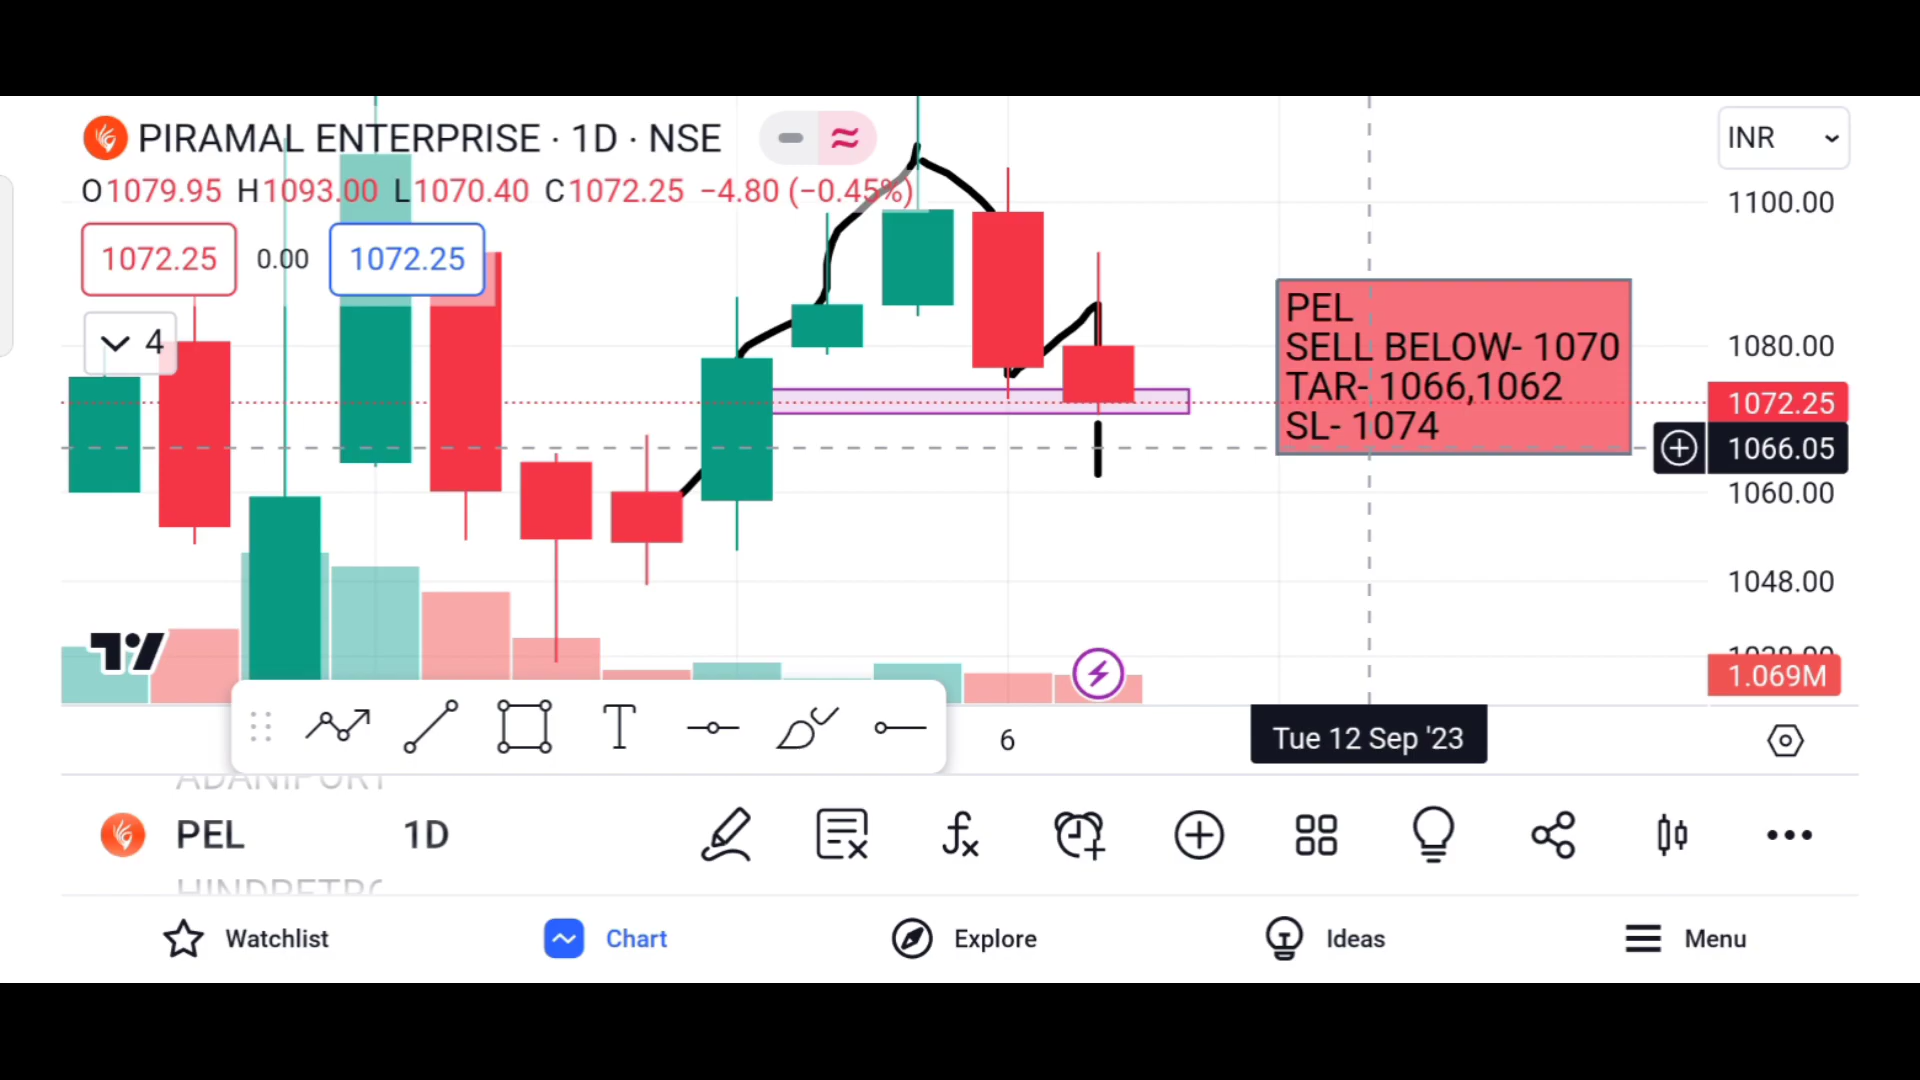 PIRAMAL ENTERPRISE · 1D · NSE
O1079.95 H1093.00 L1070.40 C1072.25 −4.80 (−0.45%)
1072.25 0.00 1072.25
4
INR
1100.00
1080.00
1072.25
1066.05
1060.00
1048.00
1.069M
PEL
SELL BELOW- 1070
TAR- 1066,1062
SL- 1074
6
Tue 12 Sep '23
ADANIPORT
PEL 1D
Watchlist
Chart
Explore
Ideas
Menu